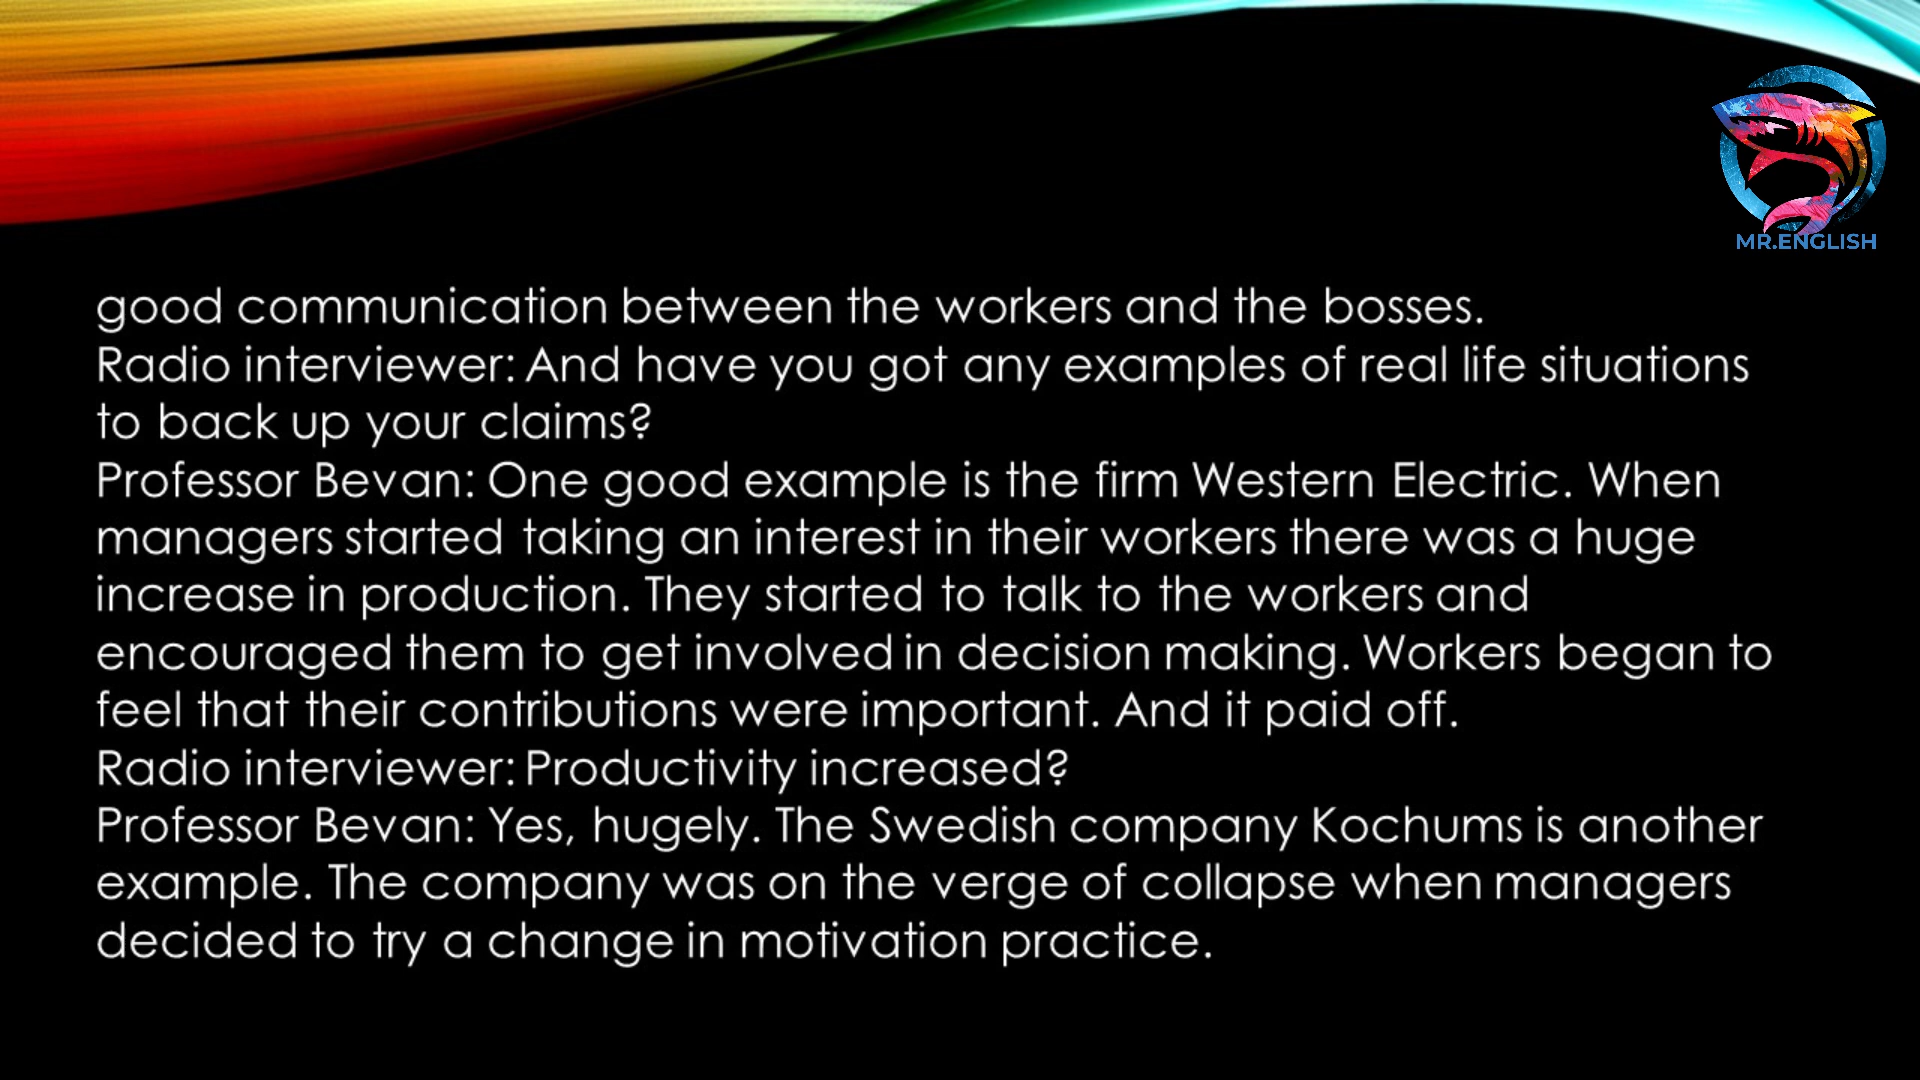 MR.ENGLISH
good communication between the workers and the bosses.
Radio interviewer: And have you got any examples of real life situations
to back up your claims?
Professor Bevan: One good example is the firm Western Electric. When
managers started taking an interest in their workers there was a huge
increase in production. They started to talk to the workers and
encouraged them to get involved in decision making. Workers began to
feel that their contributions were important. And it paid off.
Radio interviewer: Productivity increased?
Professor Bevan: Yes, hugely. The Swedish company Kochums is another
example. The company was on the verge of collapse when managers
decided to try a change in motivation practice.